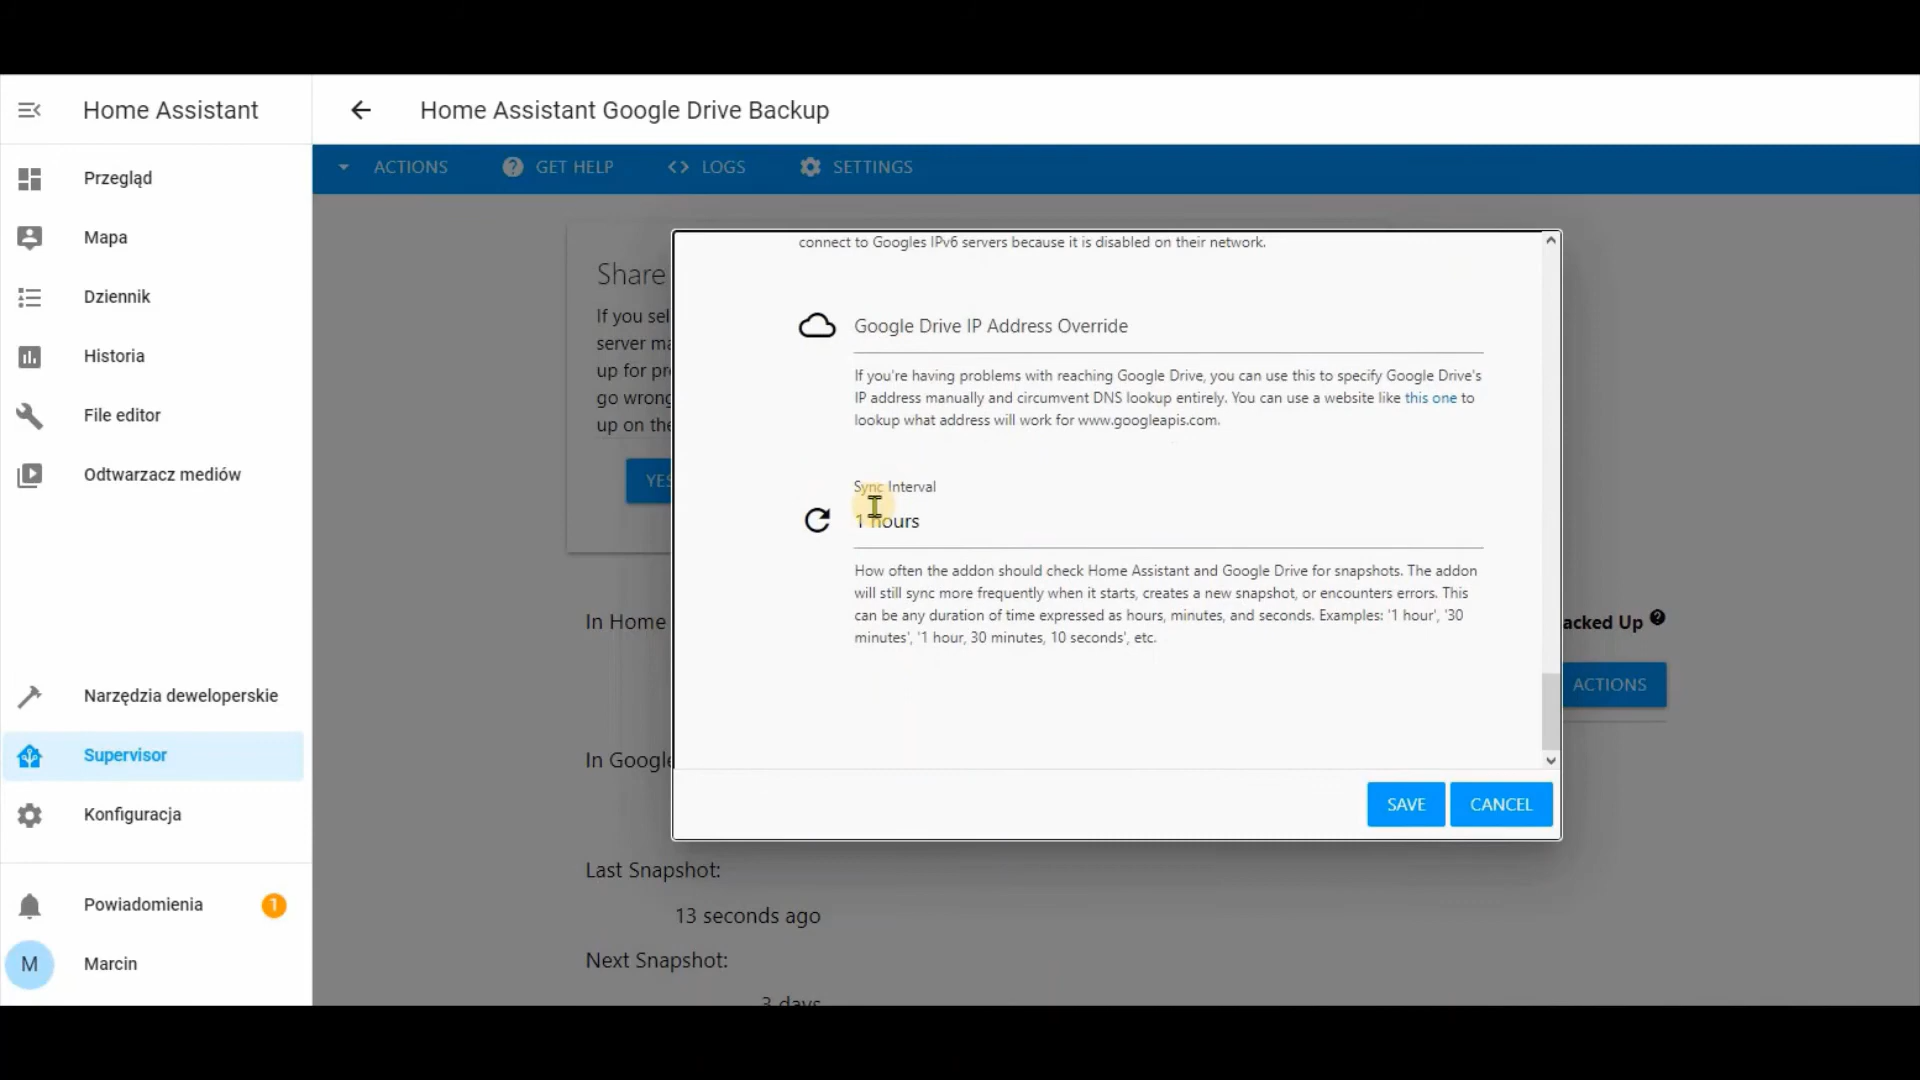 Home Assistant
Home Assistant Google Drive Backup
Przegląd
Mapa
Dziennik
Historia
File editor
Odtwarzacz mediów
Narzędzia deweloperskie
Supervisor
Konfiguracja
Powiadomienia
1
M
Marcin
ACTIONS
GET HELP
LOGS
SETTINGS
Share
If you sel
server ma
up for pr
go wrong
up on the
YES
In Home
In Google
Last Snapshot:
13 seconds ago
Next Snapshot:
3 days
connect to Googles IPv6 servers because it is disabled on their network.
Google Drive IP Address Override
If you're having problems with reaching Google Drive, you can use this to specify Google Drive's
IP address manually and circumvent DNS lookup entirely. You can use a website like this one to
lookup what address will work for www.googleapis.com.
Sync Interval
1 hours
How often the addon should check Home Assistant and Google Drive for snapshots. The addon
will still sync more frequently when it starts, creates a new snapshot, or encounters errors. This
can be any duration of time expressed as hours, minutes, and seconds. Examples: '1 hour', '30
minutes', '1 hour, 30 minutes, 10 seconds', etc.
SAVE
CANCEL
acked Up
ACTIONS